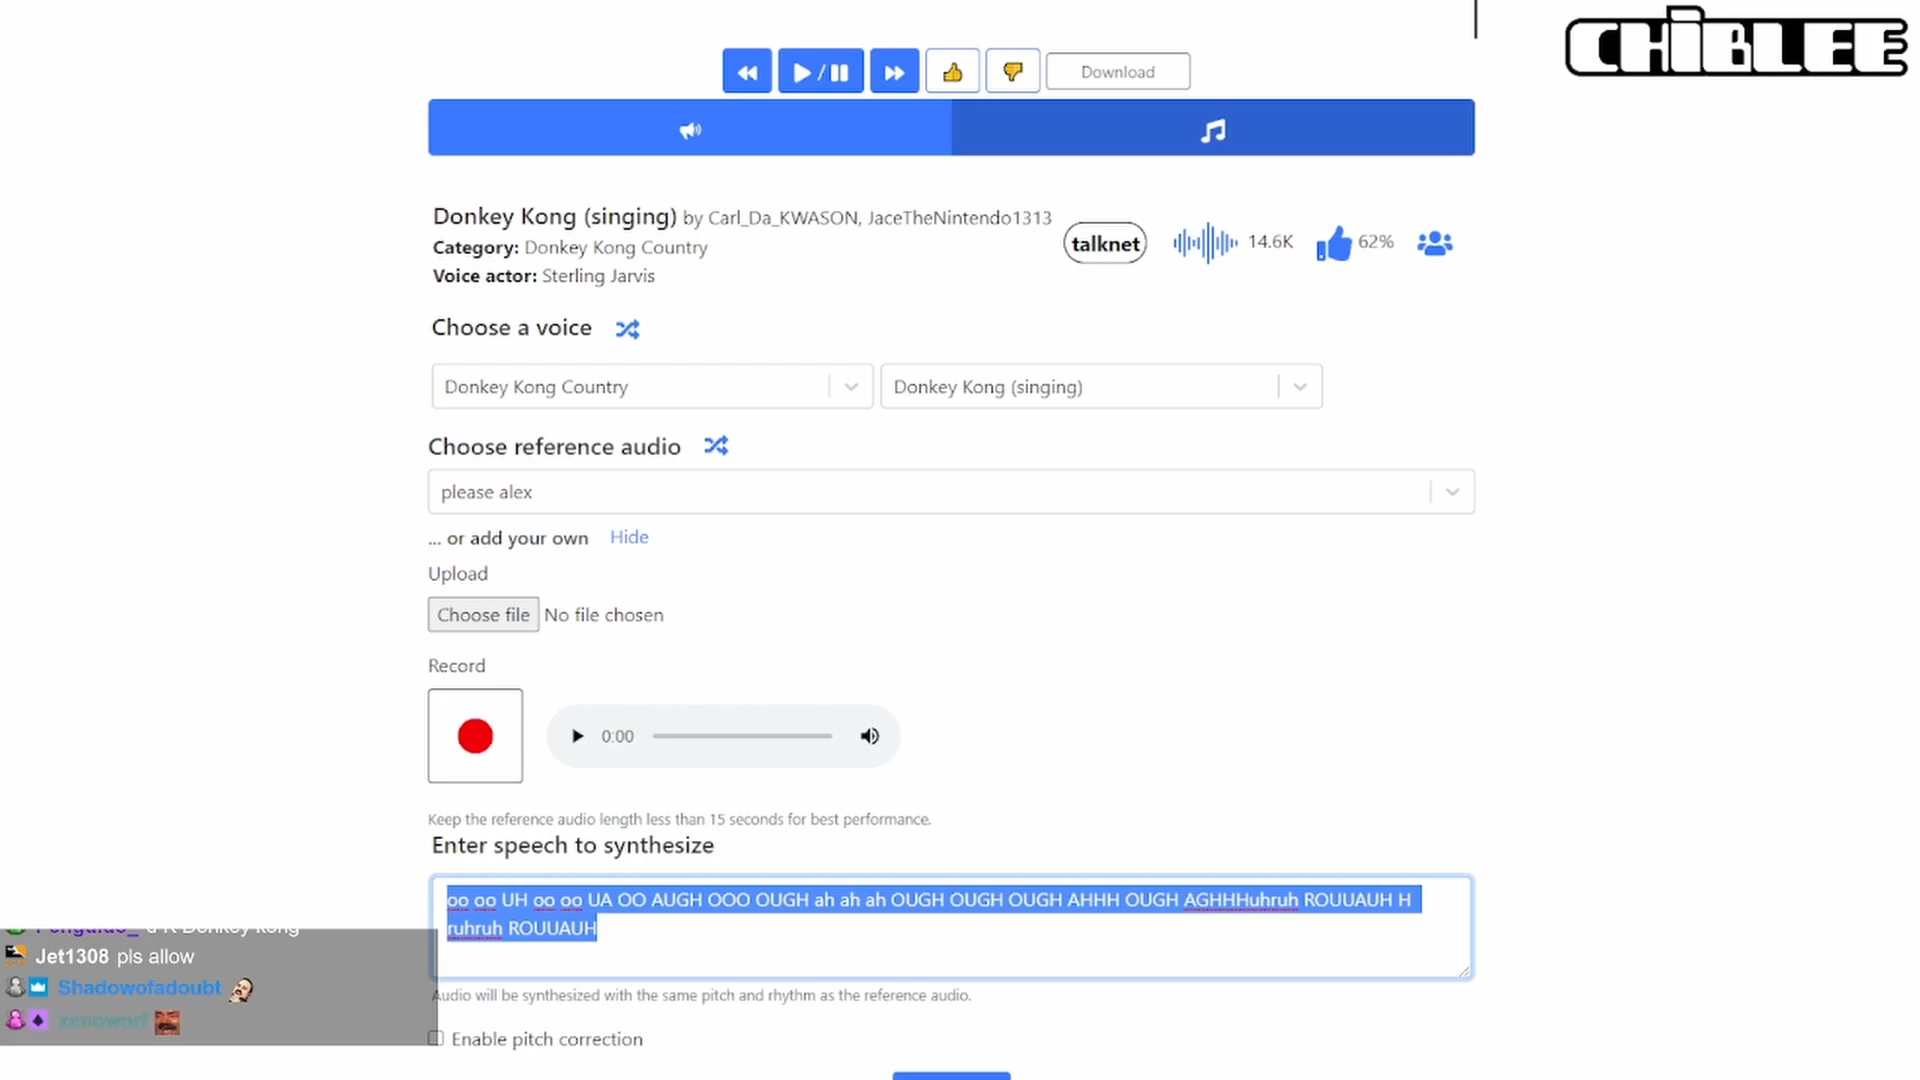 CHiBLEE
/
Download
Donkey Kong (singing) by Carl_Da_KWASON, JaceTheNintendo1313
Category: Donkey Kong Country
Voice actor: Sterling Jarvis
talknet
14.6K
62%
Choose a voice
Donkey Kong Country
Donkey Kong (singing)
Choose reference audio
please alex
... or add your own Hide
Upload
Choose file No file chosen
Record
0:00
Keep the reference audio length less than 15 seconds for best performance.
Enter speech to synthesize
oo oo UH oo oo UA OO AUGH OOO OUGH ah ah ah OUGH OUGH OUGH AHHH OUGH AGHHHuhruh ROUUAUH H
ruhruh ROUUAUH
Donkey kong
Jet1308 pls allow
Shadowofadoubt
Audio will be synthesized with the same pitch and rhythm as the reference audio.
Enable pitch correction